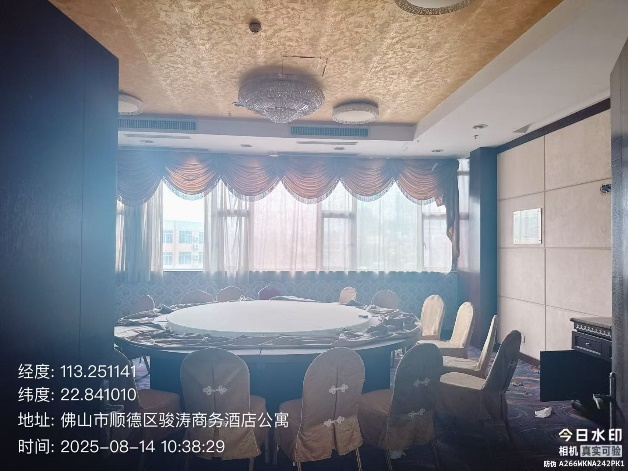 经度: 113.251141
纬度: 22.841010
地址: 佛山市顺德区骏涛商务酒店公寓
时间: 2025-08-14 10:38:29
今日水印
相机 真实可验
防伪 AZ66WKNA242PK1